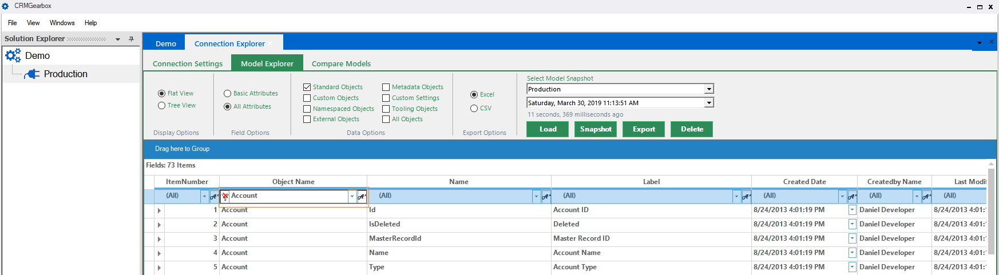 CRMGearbox
File View Windows Help
Solution Explorer
Demo
Production
Demo Connection Explorer
Connection Settings Model Explorer Compare Models
Flat View
Tree View
Display Options
Basic Attributes
All Attributes
Field Options
Standard Objects Metadata Objects
Custom Objects Custom Settings
Namespaced Objects Tooling Objects
External Objects All Objects
Data Options
Excel
CSV
Export Options
Select Model Snapshot
Production
Saturday, March 30, 2019 11:13:51 AM
11 seconds, 369 milliseconds ago
Load Snapshot Export Delete
Drag here to Group
Fields: 73 Items
ItemNumber Object Name Name Label Created Date Createdby Name Last Modif
(All) Account (All) (All) (All) (All) (All)
1 Account Id Account ID 8/24/2013 4:01:19 PM Daniel Developer 8/24/2013 4:01:1
2 Account IsDeleted Deleted 8/24/2013 4:01:19 PM Daniel Developer 8/24/2013 4:01:1
3 Account MasterRecordId Master Record ID 8/24/2013 4:01:19 PM Daniel Developer 8/24/2013 4:01:1
4 Account Name Account Name 8/24/2013 4:01:19 PM Daniel Developer 8/24/2013 4:01:1
5 Account Type Account Type 8/24/2013 4:01:19 PM Daniel Developer 8/24/2013 4:01:1